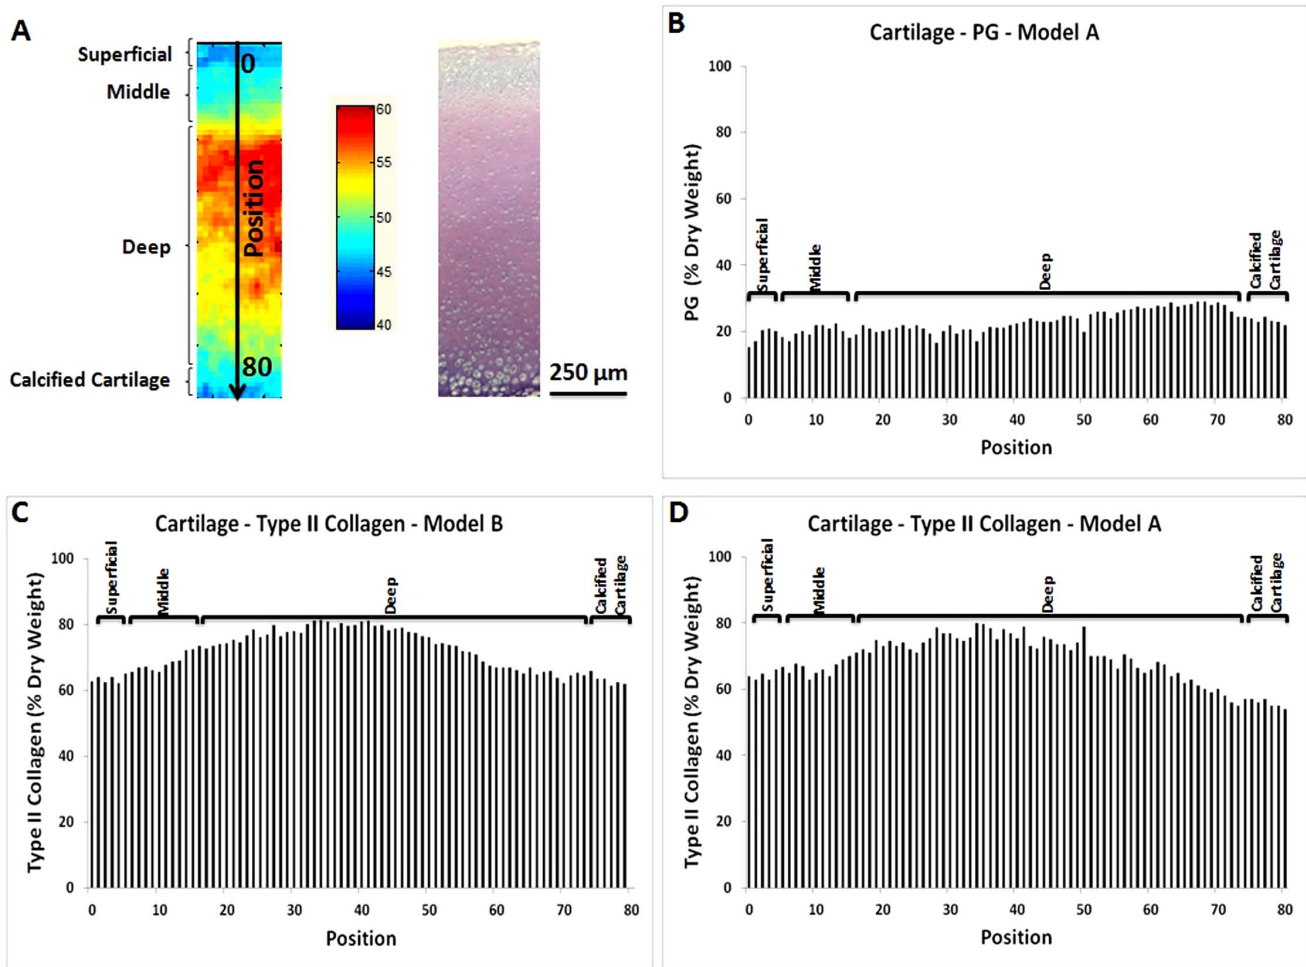 A
Superficial
Middle
Deep
Calcified Cartilage
0
Position
80
60
55
50
45
40
250 µm
B
Cartilage - PG - Model A
PG (% Dry Weight)
100
80
60
40
20
0
Superficial
Middle
Deep
Calcified
Cartilage
0 10 20 30 40 50 60 70 80
Position
C
Cartilage - Type II Collagen - Model B
Type II Collagen (% Dry Weight)
100
80
60
40
20
0
Superficial
Middle
Deep
Calcified
Cartilage
0 10 20 30 40 50 60 70 80
Position
D
Cartilage - Type II Collagen - Model A
Type II Collagen (% Dry Weight)
100
80
60
40
20
0
Superficial
Middle
Deep
Calcified
Cartilage
0 10 20 30 40 50 60 70 80
Position